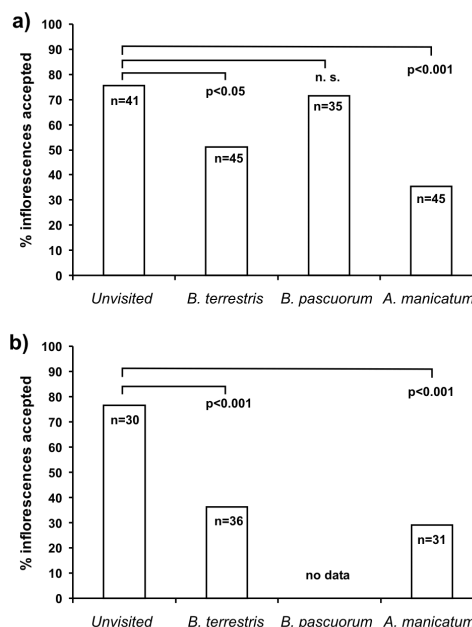 a)
% inflorescences accepted
100
90
80
70
60
50
40
30
20
10
0
n=41
p<0.05
n=45
n. s.
n=35
p<0.001
n=45
Unvisited B. terrestris B. pascuorum A. manicatum
b)
% inflorescences accepted
100
90
80
70
60
50
40
30
20
10
0
n=30
p<0.001
n=36
no data
p<0.001
n=31
Unvisited B. terrestris B. pascuorum A. manicatum